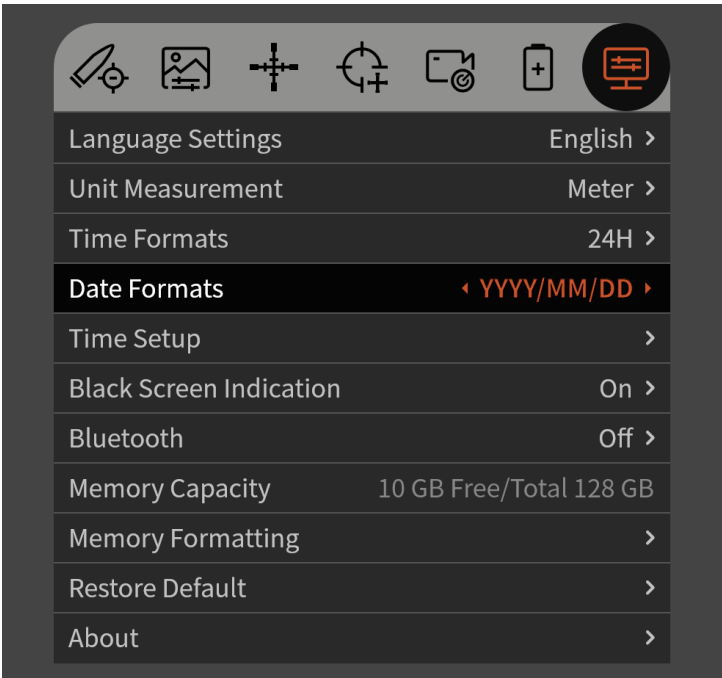 Language Settings English
Unit Measurement Meter
Time Formats 24H
Date Formats YYYY/MM/DD
Time Setup
Black Screen Indication On
Bluetooth Off
Memory Capacity 10 GB Free/Total 128 GB
Memory Formatting
Restore Default
About